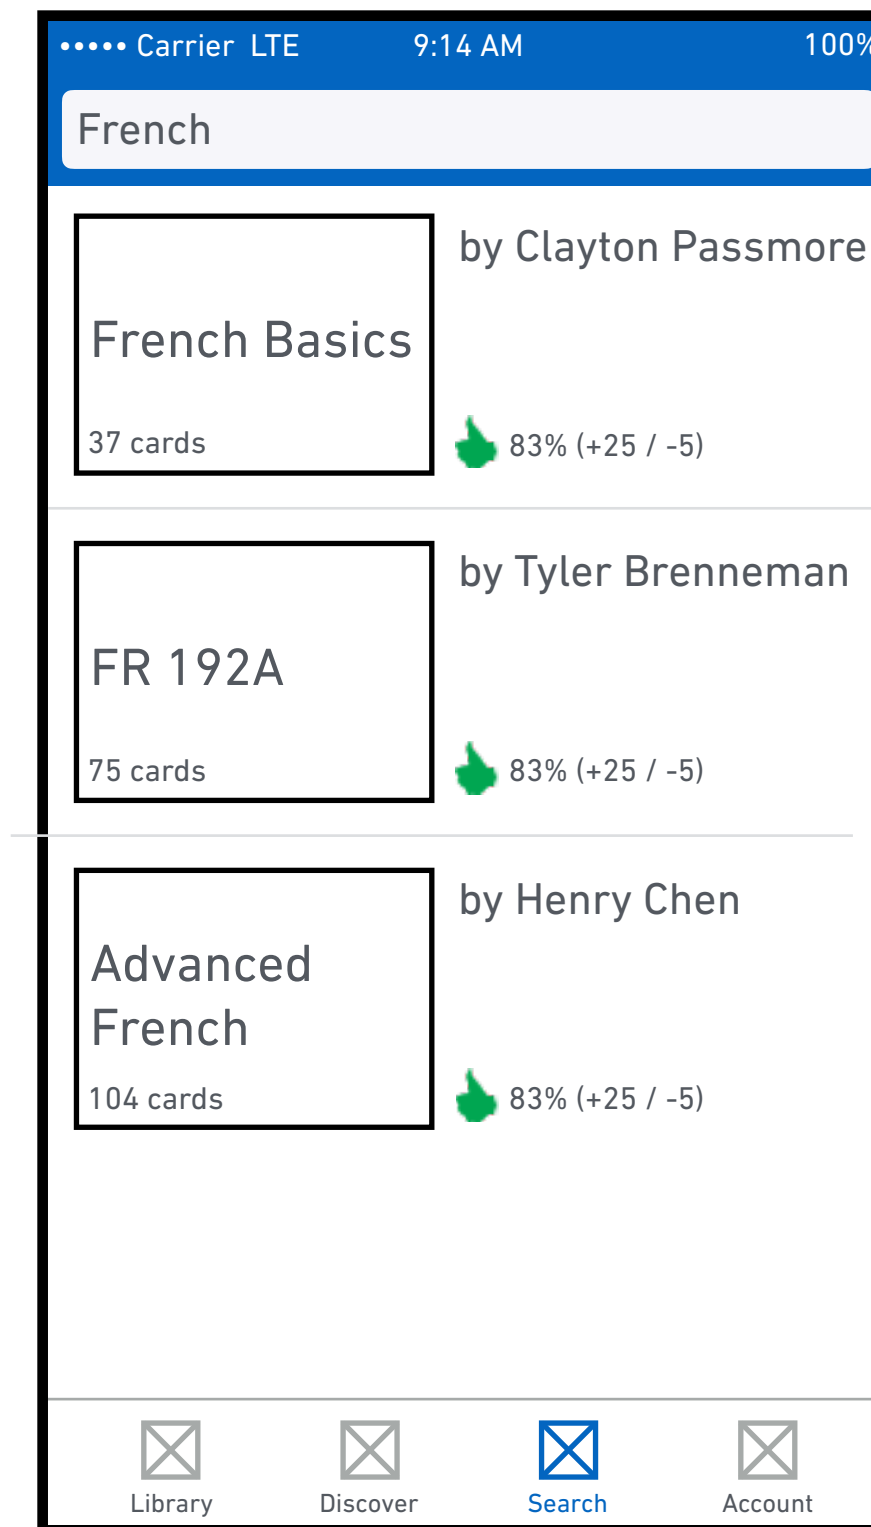 ••••• Carrier LTE 9:14 AM 100%
French
by Clayton Passmore
French Basics
37 cards
83% (+25 / -5)
by Tyler Brenneman
FR 192A
75 cards
83% (+25 / -5)
by Henry Chen
Advanced
French
104 cards
83% (+25 / -5)
Library Discover Search Account